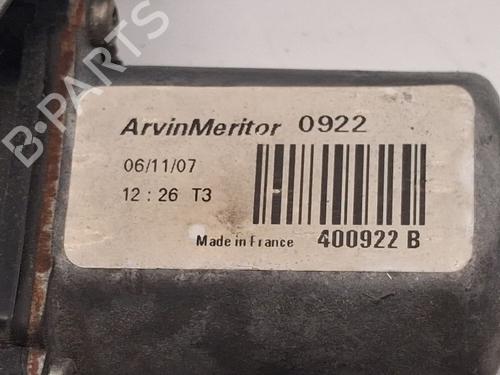 B-PARTS
ArvinMeritor 0922
06/11/07
12 : 26 T3
Made in France 400922 B